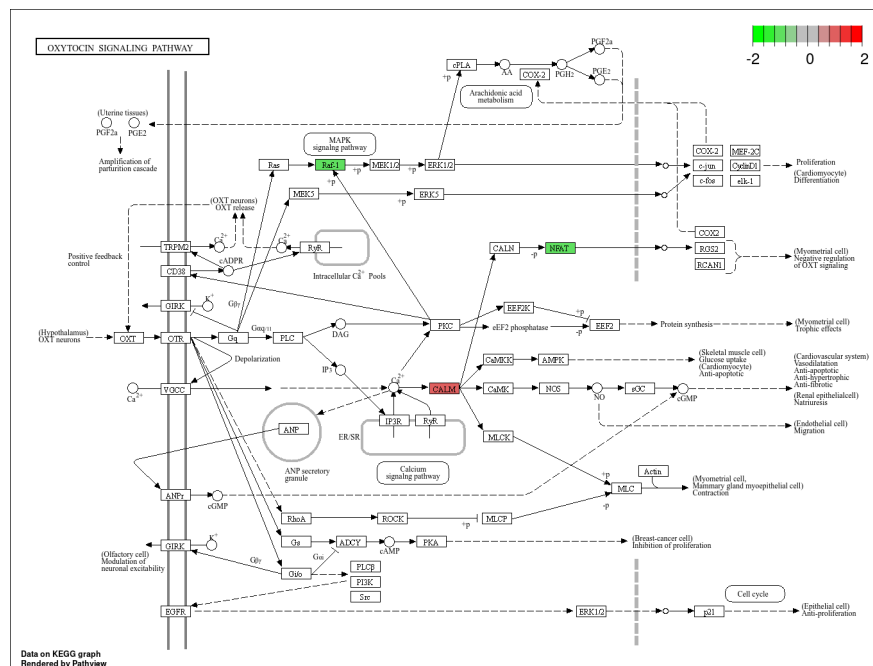 OXYTOCIN SIGNALING PATHWAY
-2 0 2
PGF2a
cPLA
AA
PGH2
COX-2
PGE2
+p
Arachidonic acid
metabolism
(Uterine tissues)
PGF2a PGE2
Amplification of
parturition cascade
MAPK
signalng pathway
Ras
Raf-1
+p
MEK1/2
+p
ERK1/2
+p
MEK5
+p
ERK5
COX-2
MEF-2C
c-jun
CyclinD1
c-fos
elk-1
Proliferation
(Cardiomyocyte)
Differentiation
(OXT neurons)
OXT release
TRPM2
Ca2+
Ca2+
RyR
cADPR
CD38
Intracellular Ca2+ Pools
Positive feedback
control
CALN
-p
NFAT
COX2
RGS2
RCAN1
(Myometrial cell)
Negative regulation
of OXT signaling
GIRK
K+
Gβγ
(Hypothalamus)
OXT neurons
OXT
OTR
Gq
Gαq/11
PLC
DAG
PKC
EEF2K
+p
eEF2 phosphatase
-p
EEF2
Protein synthesis
(Myometrial cell)
Trophic effects
Depolarization
IP3
VGCC
Ca2+
Ca2+
CALM
CaMKK
AMPK
(Skeletal muscle cell)
Glucose uptake
(Cardiomyocyte)
Anti-apoptotic
CaMK
NOS
NO
sGC
cGMP
(Cardiovascular system)
Vasodilatation
Anti-apoptotic
Anti-hypertrophic
Anti-fibrotic
(Renal epithelialcell)
Natriuresis
(Endothelial cell)
Migration
ANP
ANP secretory
granule
IP3R
RyR
ER/SR
Calcium
signalng pathway
MLCK
+p
MLC
-p
Actin
(Myometrial cell,
Mammary gland myoepithelial cell)
Contraction
ANPr
cGMP
RhoA
ROCK
+p
MLCP
GIRK
K+
(Olfactory cell)
Modulation of
neuronal excitability
Gs
ADCY
cAMP
PKA
(Breast-cancer cell)
Inhibition of proliferation
Gβγ
Gαi
Gi/o
PLCβ
PI3K
Src
EGFR
ERK1/2
p21
Cell cycle
(Epithelial cell)
Anti-proliferation
Data on KEGG graph
Rendered by Pathview